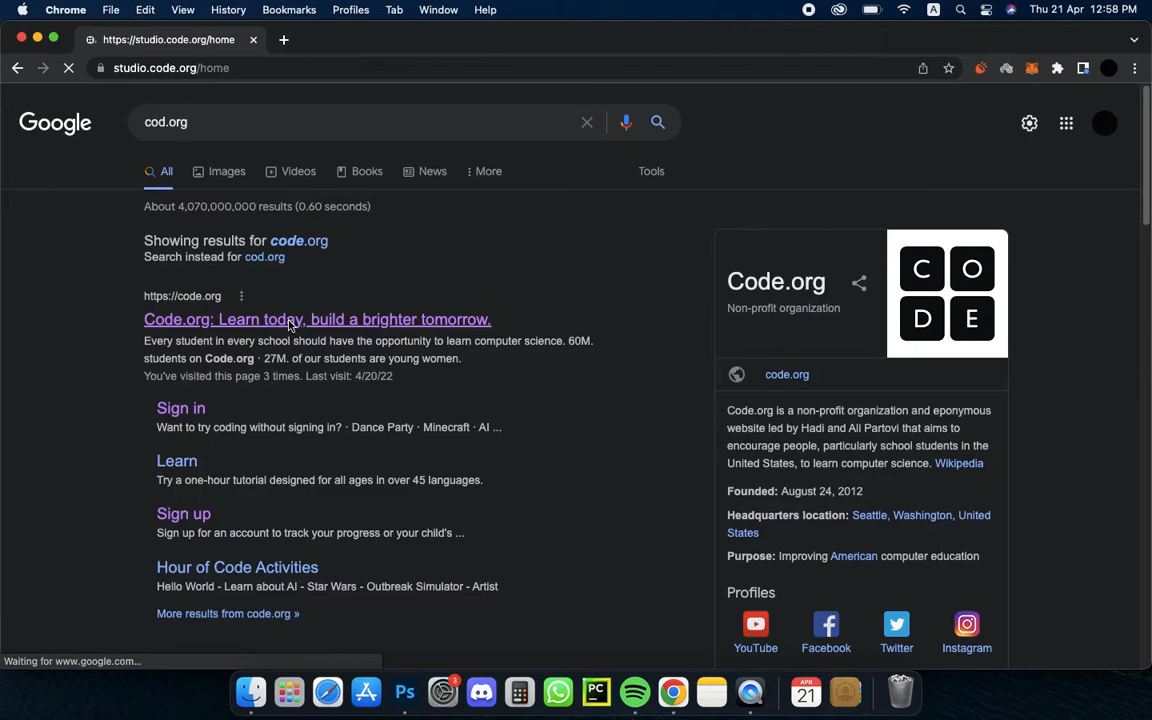 Chrome File Edit View History Bookmarks Profiles Tab Window Help A Thu 21 Apr 12:58 PM
https://studio.code.org/home
studio.code.org/home
Google
cod.org
All Images Videos Books News More Tools
About 4,070,000,000 results (0.60 seconds)
Showing results for code.org
Search instead for cod.org
https://code.org
Code.org: Learn today, build a brighter tomorrow.
Every student in every school should have the opportunity to learn computer science. 60M.
students on Code.org · 27M. of our students are young women.
You've visited this page 3 times. Last visit: 4/20/22
Sign in
Want to try coding without signing in? · Dance Party · Minecraft · AI ...
Learn
Try a one-hour tutorial designed for all ages in over 45 languages.
Sign up
Sign up for an account to track your progress or your child's ...
Hour of Code Activities
Hello World - Learn about AI - Star Wars - Outbreak Simulator - Artist
More results from code.org »
Code.org
Non-profit organization
C O
D E
code.org
Code.org is a non-profit organization and eponymous
website led by Hadi and Ali Partovi that aims to
encourage people, particularly school students in the
United States, to learn computer science. Wikipedia
Founded: August 24, 2012
Headquarters location: Seattle, Washington, United
States
Purpose: Improving American computer education
Profiles
YouTube Facebook Twitter Instagram
Waiting for www.google.com...
Ps 3 PC APR 21